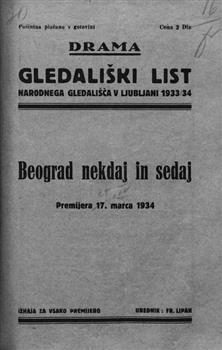 Poštnina plačana v gotovini Cena 2 Din
DRAMA
GLEDALIŠKI LIST
NARODNEGA GLEDALIŠČA V LJUBLJANI 1933/34
Beograd nekdaj in sedaj
Premijera 17. marca 1934
IZHAJA ZA VSAKO PREMIJERO UREDNIK: FR. LIPAH